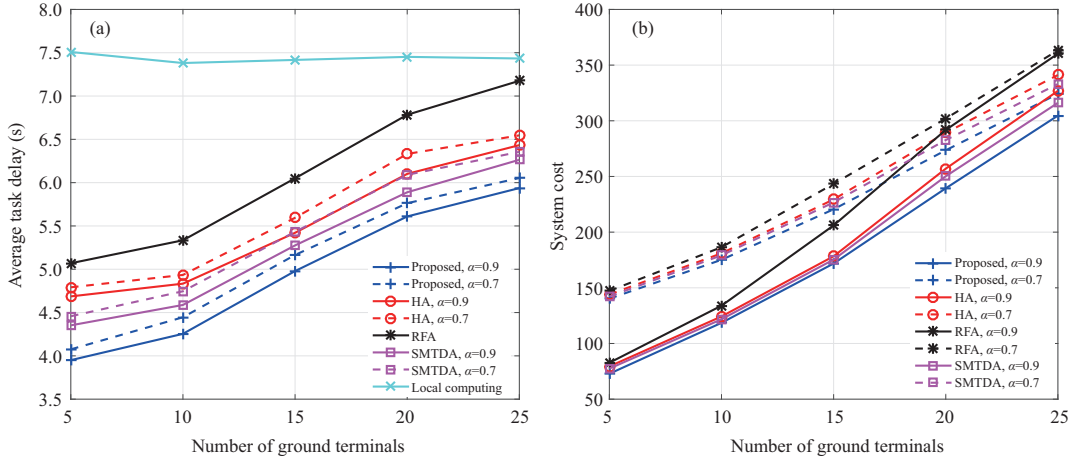 (a)
8.0
7.5
7.0
6.5
6.0
5.5
5.0
4.5
4.0
3.5
Average task delay (s)
5 10 15 20 25
Number of ground terminals
Proposed, α=0.9
Proposed, α=0.7
HA, α=0.9
HA, α=0.7
RFA
SMTDA, α=0.9
SMTDA, α=0.7
Local computing
(b)
400
350
300
250
200
150
100
50
System cost
5 10 15 20 25
Number of ground terminals
Proposed, α=0.9
Proposed, α=0.7
HA, α=0.9
HA, α=0.7
RFA, α=0.9
RFA, α=0.7
SMTDA, α=0.9
SMTDA, α=0.7